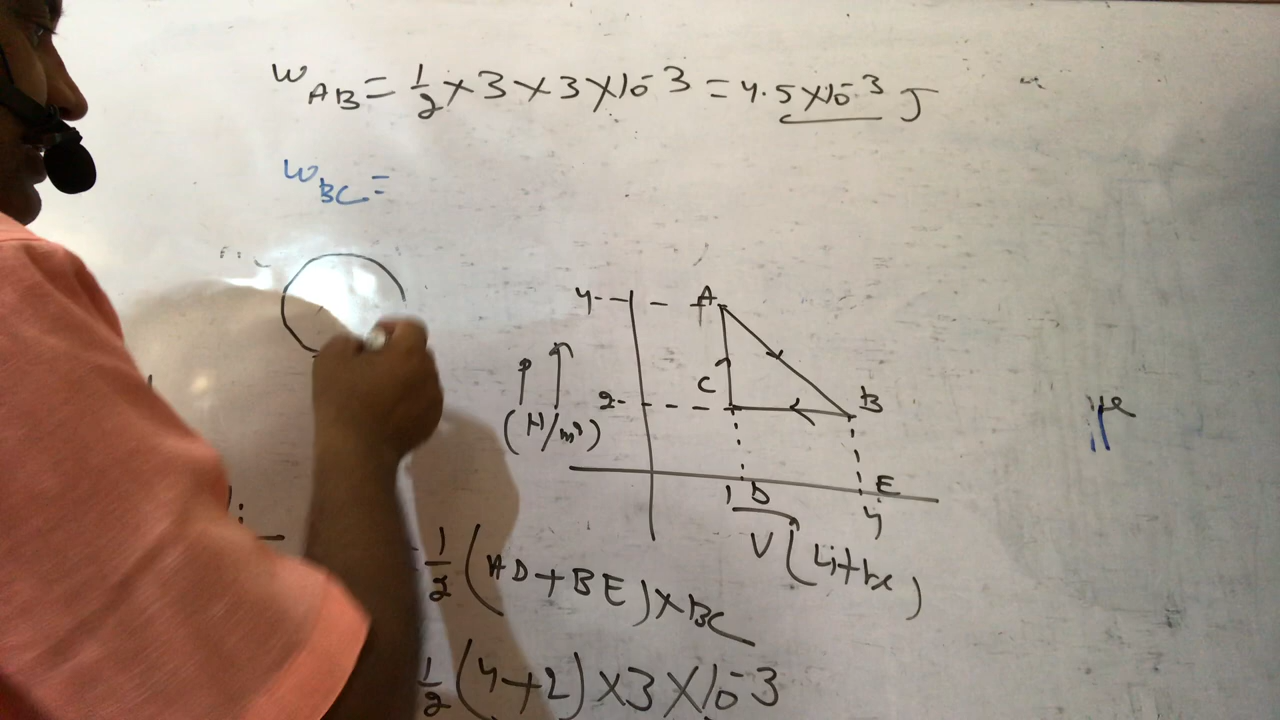 W_AB = 1/2 × 3 × 3 × 10^-3 = 4.5 × 10^-3 J
W_BC =
4 A
C
2 B
P (N/m²)
1 D E
4
V (Litre)
1/2 (AD + BE) × BC
1/2 (4 + 2) × 3 × 10^-3